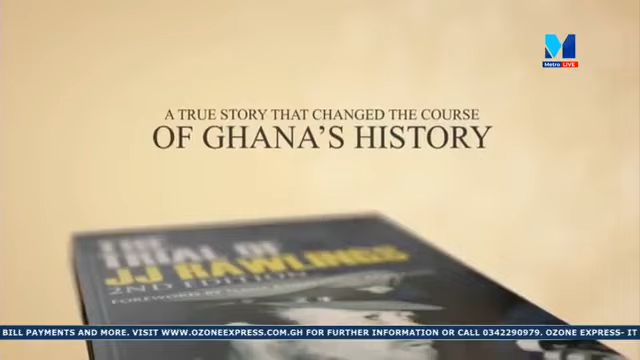 M
Metro LIVE
A TRUE STORY THAT CHANGED THE COURSE
OF GHANA'S HISTORY
THE
TRIAL OF
JJ RAWLINGS
2ND EDITION
FOREWORD
BILL PAYMENTS AND MORE. VISIT WWW.OZONEEXPRESS.COM.GH FOR FURTHER INFORMATION OR CALL 0342290979. OZONE EXPRESS- IT